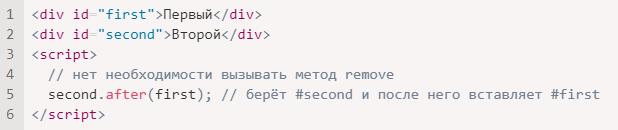 1 <div id="first">Первый</div>
2 <div id="second">Второй</div>
3 <script>
4   // нет необходимости вызывать метод remove
5   second.after(first); // берёт #second и после него вставляет #first
6 </script>